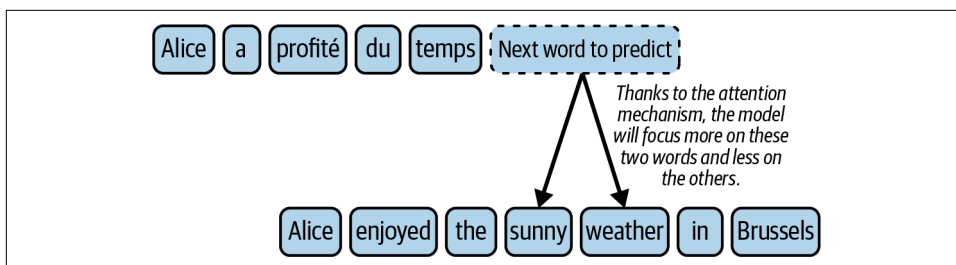 Alice a profité du temps Next word to predict
Thanks to the attention
mechanism, the model
will focus more on these
two words and less on
the others.
Alice enjoyed the sunny weather in Brussels